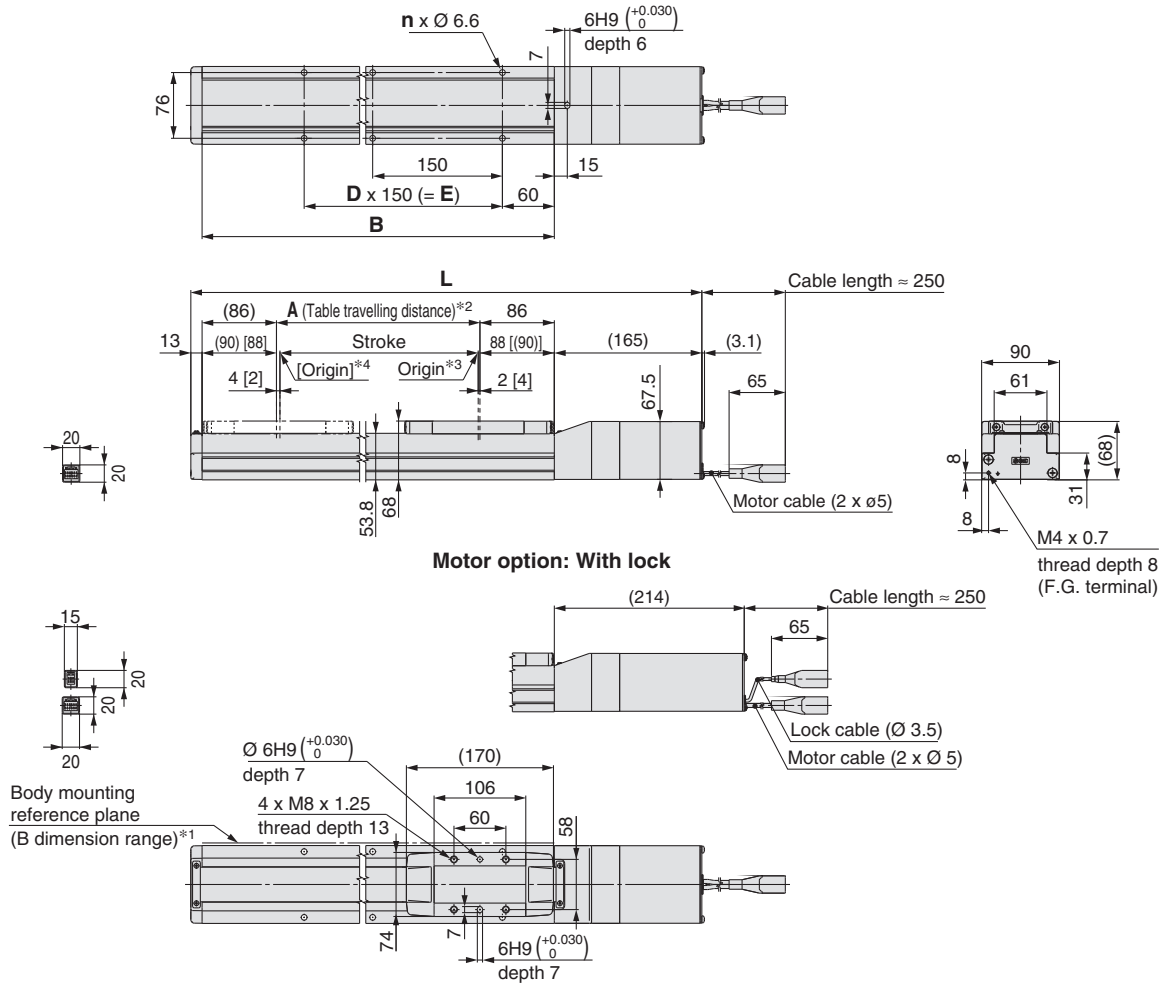 n x Ø 6.6
6H9 (+0.030 0)
depth 6
7
76
150
15
D x 150 (= E)
60
B
L
Cable length ≈ 250
(86)
A (Table travelling distance)*2
86
13
(90) [88]
Stroke
88 [(90)]
(165)
(3.1)
[Origin]*4
Origin*3
4 [2]
2 [4]
67.5
65
90
61
20
20
53.8
68
Motor cable (2 x ø5)
8
31
(68)
8
M4 x 0.7
thread depth 8
(F.G. terminal)
Motor option: With lock
(214)
Cable length ≈ 250
65
15
20
20
20
Lock cable (Ø 3.5)
Motor cable (2 x Ø 5)
Ø 6H9 (+0.030 0)
depth 7
(170)
106
Body mounting
reference plane
(B dimension range)*1
4 x M8 x 1.25
thread depth 13
60
58
74
7
6H9 (+0.030 0)
depth 7